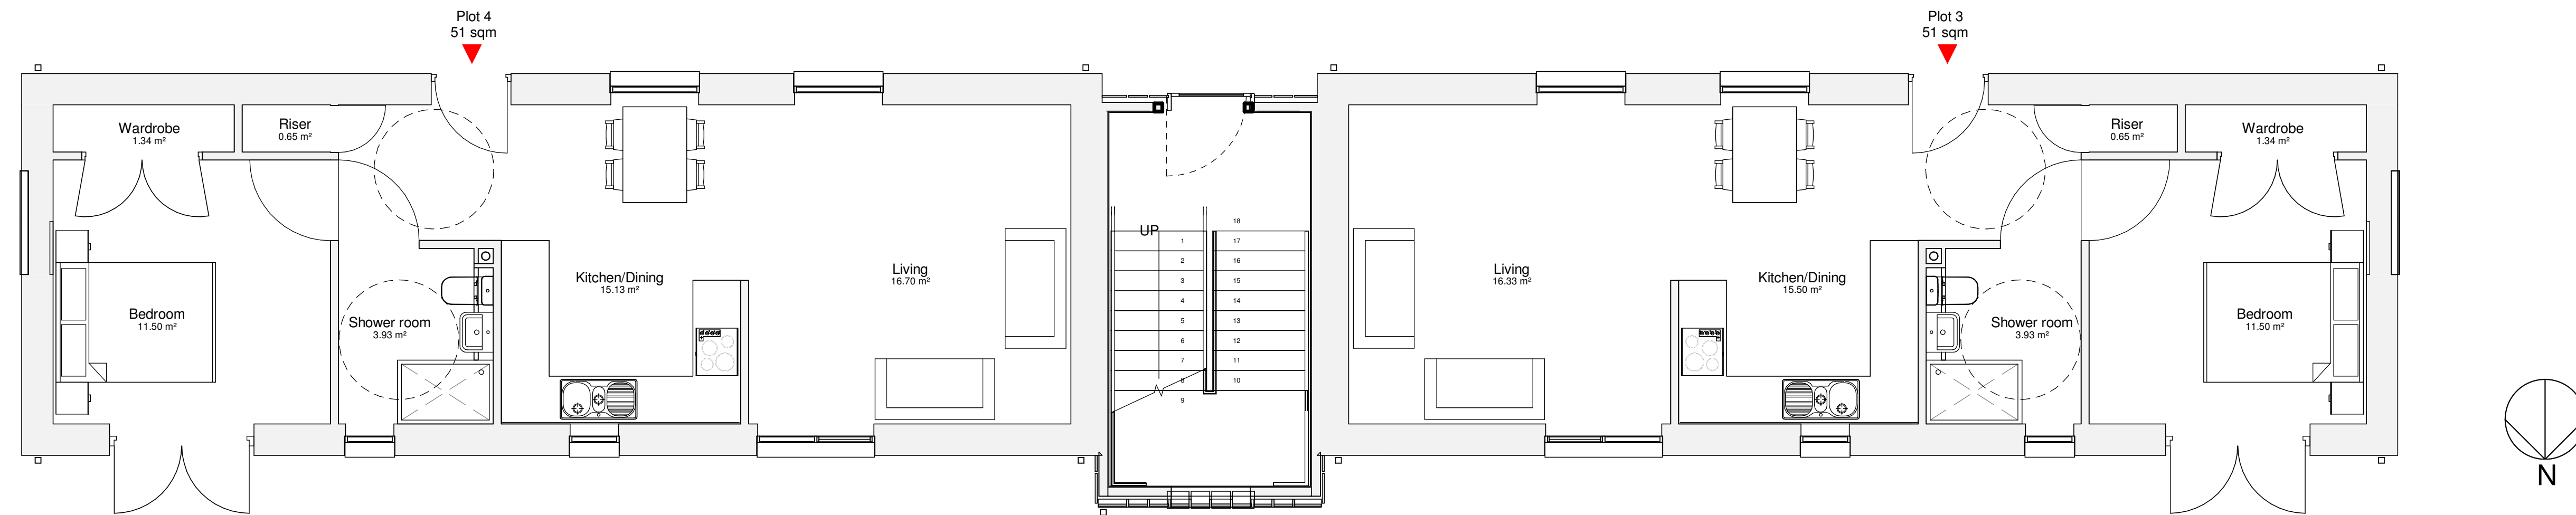 Plot 4
51 sqm
Plot 3
51 sqm
Wardrobe
1.34 m²
Riser
0.65 m²
Riser
0.65 m²
Wardrobe
1.34 m²
UP
1
2
3
4
5
6
7
8
9
18
17
16
15
14
13
12
11
10
Bedroom
11.50 m²
Shower room
3.93 m²
Kitchen/Dining
15.13 m²
Living
16.70 m²
Living
16.33 m²
Kitchen/Dining
15.50 m²
Shower room
3.93 m²
Bedroom
11.50 m²
N